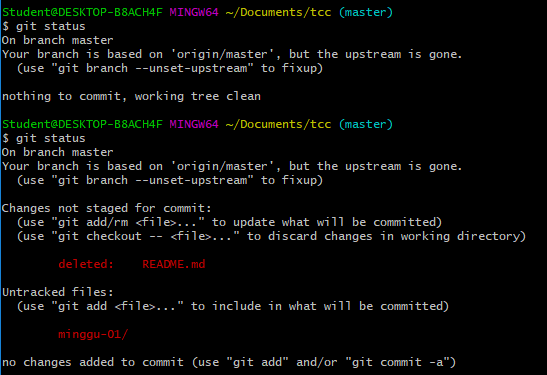 Student@DESKTOP-B8ACH4F MINGW64 ~/Documents/tcc (master)
$ git status
On branch master
Your branch is based on 'origin/master', but the upstream is gone.
  (use "git branch --unset-upstream" to fixup)

nothing to commit, working tree clean

Student@DESKTOP-B8ACH4F MINGW64 ~/Documents/tcc (master)
$ git status
On branch master
Your branch is based on 'origin/master', but the upstream is gone.
  (use "git branch --unset-upstream" to fixup)

Changes not staged for commit:
  (use "git add/rm <file>..." to update what will be committed)
  (use "git checkout -- <file>..." to discard changes in working directory)

        deleted:    README.md

Untracked files:
  (use "git add <file>..." to include in what will be committed)

        minggu-01/

no changes added to commit (use "git add" and/or "git commit -a")